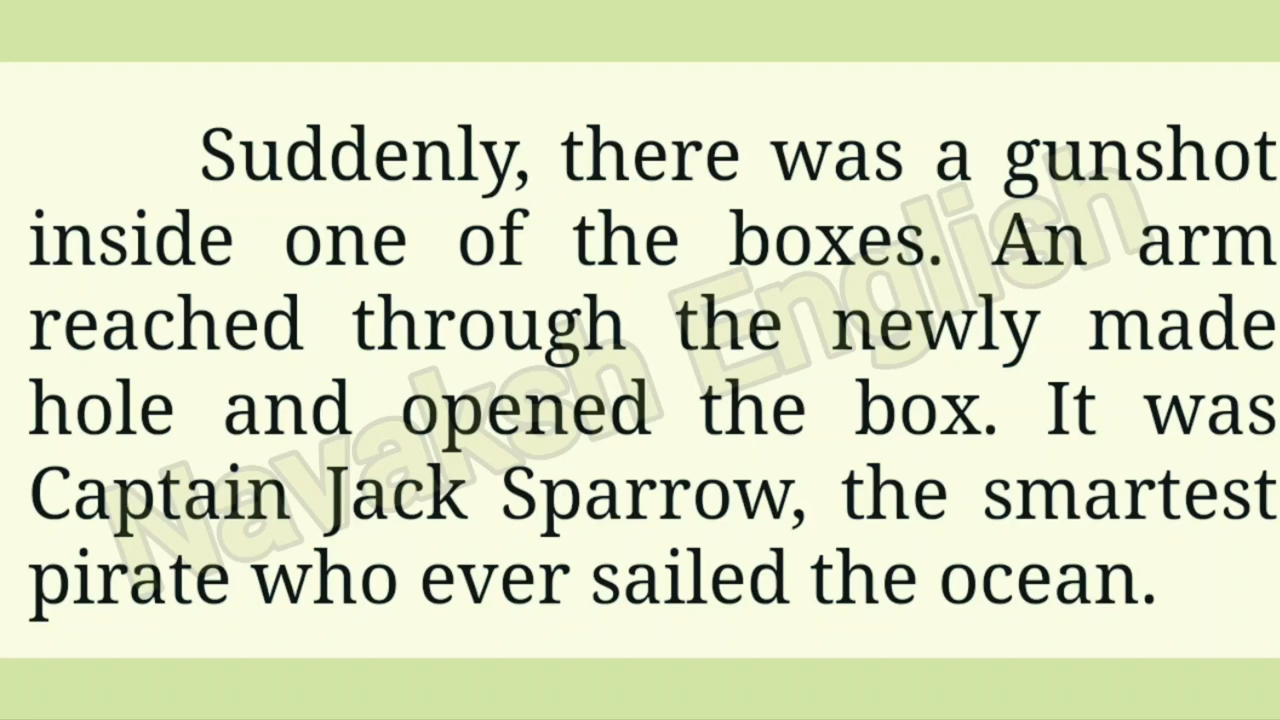 Suddenly, there was a gunshot
inside one of the boxes. An arm
reached through the newly made
hole and opened the box. It was
Captain Jack Sparrow, the smartest
pirate who ever sailed the ocean.
Navaksh English